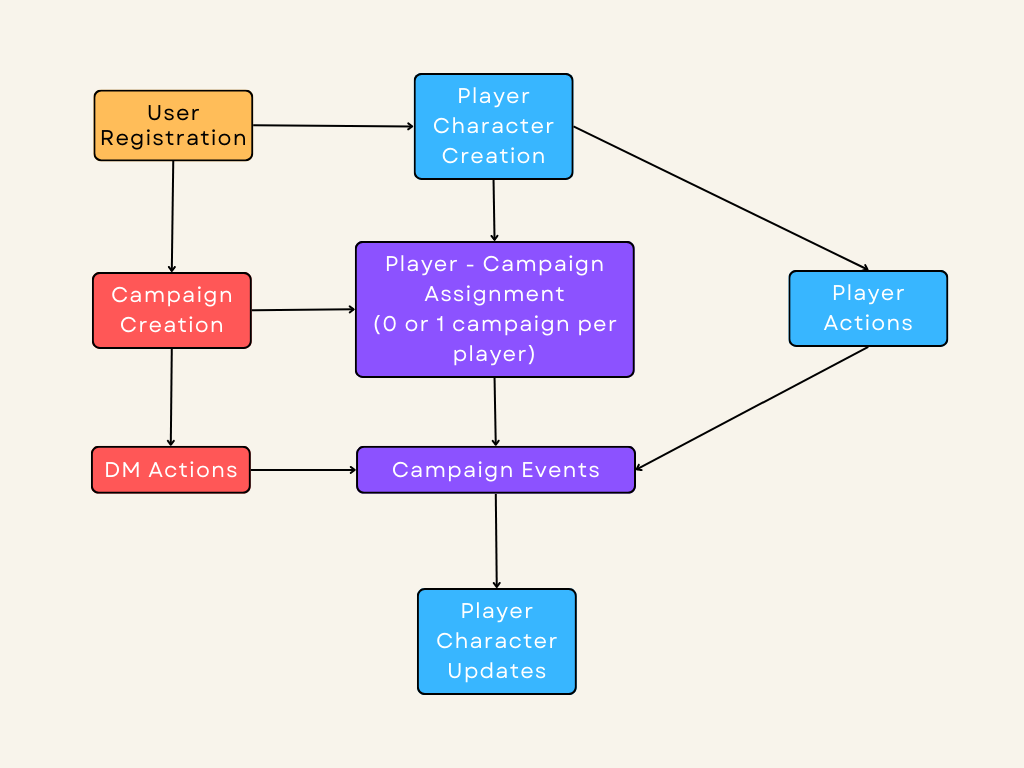 User
Registration
Player
Character
Creation
Campaign
Creation
Player - Campaign
Assignment
(0 or 1 campaign per
player)
Player
Actions
DM Actions
Campaign Events
Player
Character
Updates